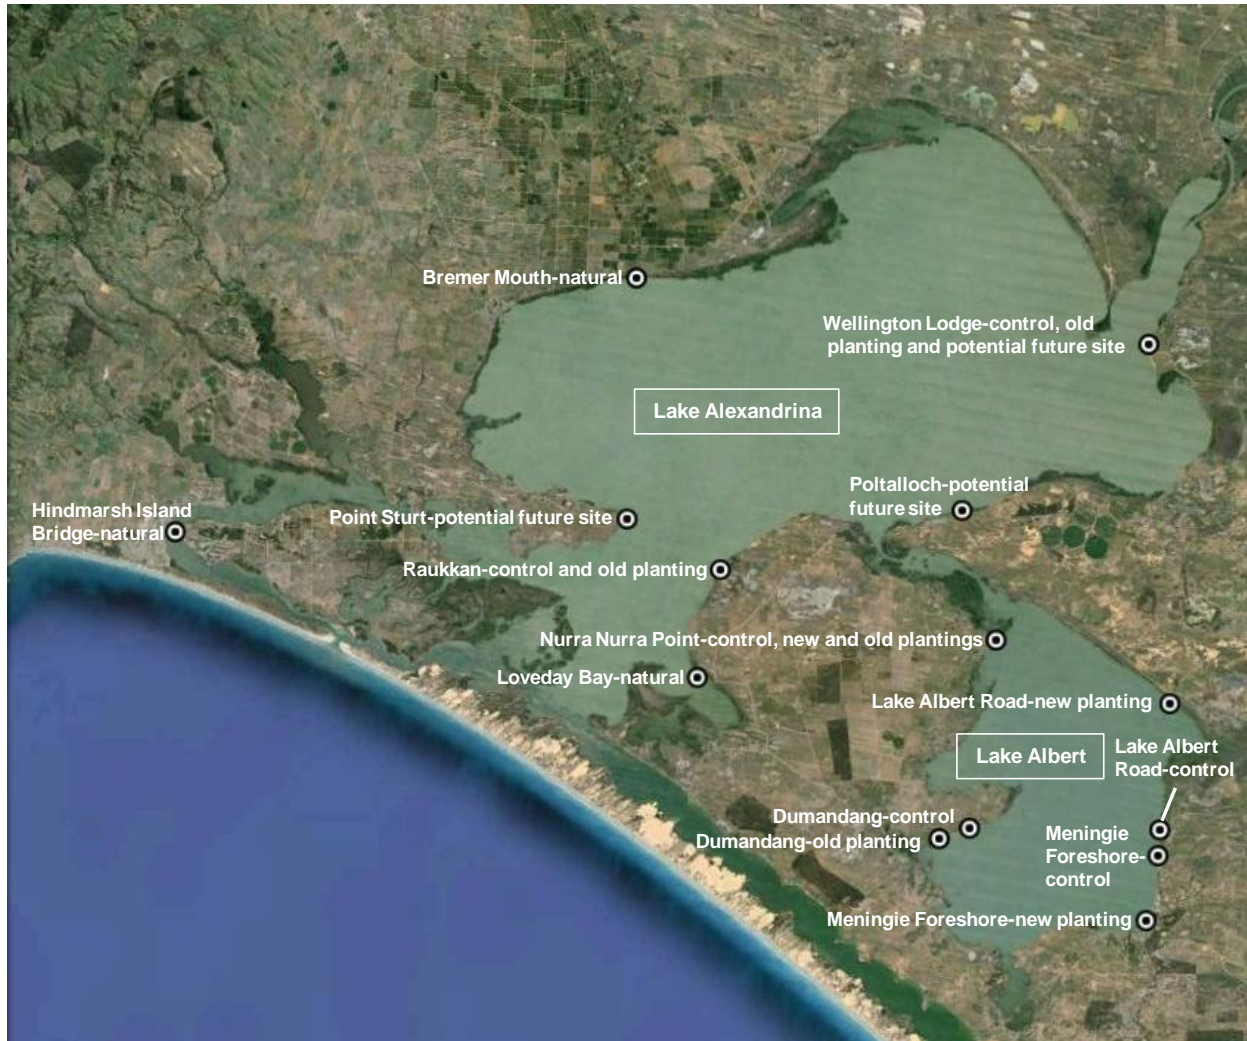 Bremer Mouth-natural
Wellington Lodge-control, old
planting and potential future site
Lake Alexandrina
Poltalloch-potential
future site
Hindmarsh Island
Bridge-natural
Point Sturt-potential future site
Raukkan-control and old planting
Nurra Nurra Point-control, new and old plantings
Loveday Bay-natural
Lake Albert Road-new planting
Lake Albert
Lake Albert
Road-control
Dumandang-control
Dumandang-old planting
Meningie
Foreshore-
control
Meningie Foreshore-new planting